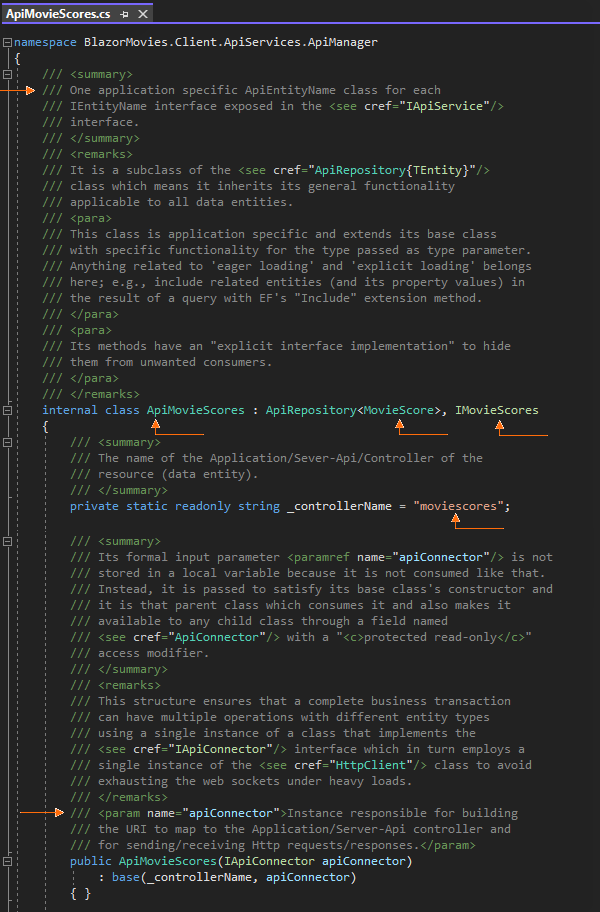 ApiMovieScores.cs
namespace BlazorMovies.Client.ApiServices.ApiManager
{
/// <summary>
/// One application specific ApiEntityName class for each
/// IEntityName interface exposed in the <see cref="IApiService"/>
/// interface.
/// </summary>
/// <remarks>
/// It is a subclass of the <see cref="ApiRepository{TEntity}"/>
/// class which means it inherits its general functionality
/// applicable to all data entities.
/// <para>
/// This class is application specific and extends its base class
/// with specific functionality for the type passed as type parameter.
/// Anything related to 'eager loading' and 'explicit loading' belongs
/// here; e.g., include related entities (and its property values) in
/// the result of a query with EF's "Include" extension method.
/// </para>
/// <para>
/// Its methods have an "explicit interface implementation" to hide
/// them from unwanted consumers.
/// </para>
/// </remarks>
internal class ApiMovieScores : ApiRepository<MovieScore>, IMovieScores
{
/// <summary>
/// The name of the Application/Sever-Api/Controller of the
/// resource (data entity).
/// </summary>
private static readonly string _controllerName = "moviescores";
/// <summary>
/// Its formal input parameter <paramref name="apiConnector"/> is not
/// stored in a local variable because it is not consumed like that.
/// Instead, it is passed to satisfy its base class's constructor and
/// it is that parent class which consumes it and also makes it
/// available to any child class through a field named
/// <see cref="ApiConnector"/> with a "<c>protected read-only</c>"
/// access modifier.
/// </summary>
/// <remarks>
/// This structure ensures that a complete business transaction
/// can have multiple operations with different entity types
/// using a single instance of a class that implements the
/// <see cref="IApiConnector"/> interface which in turn employs a
/// single instance of the <see cref="HttpClient"/> class to avoid
/// exhausting the web sockets under heavy loads.
/// </remarks>
/// <param name="apiConnector">Instance responsible for building
/// the URI to map to the Application/Server-Api controller and
/// for sending/receiving Http requests/responses.</param>
public ApiMovieScores(IApiConnector apiConnector)
: base(_controllerName, apiConnector)
{ }